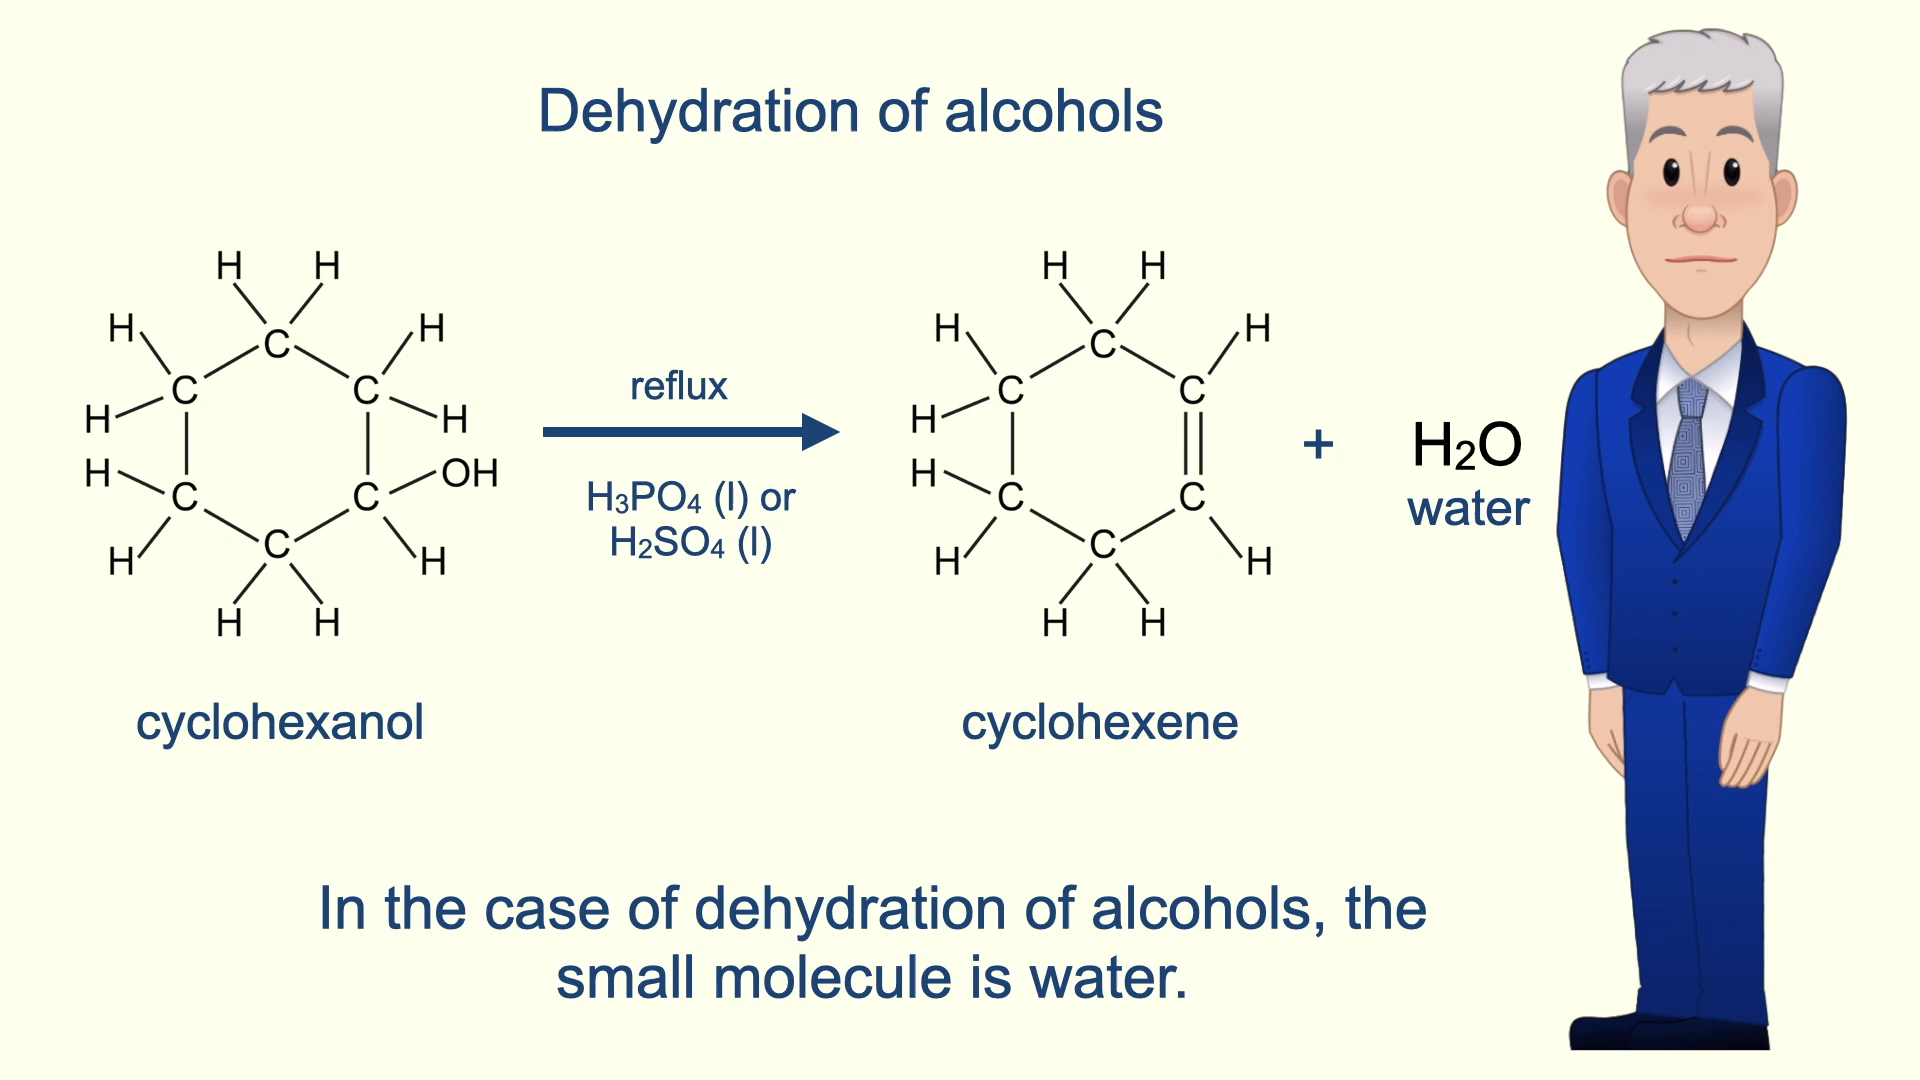 Dehydration of alcohols
H H
H C H
C C
H H
H OH
C C
H C H
H H
cyclohexanol
reflux
H₃PO₄ (l) or
H₂SO₄ (l)
H H
H C H
C C
H
H
C C
H C H
H H
cyclohexene
+
H₂O
water
In the case of dehydration of alcohols, the
small molecule is water.